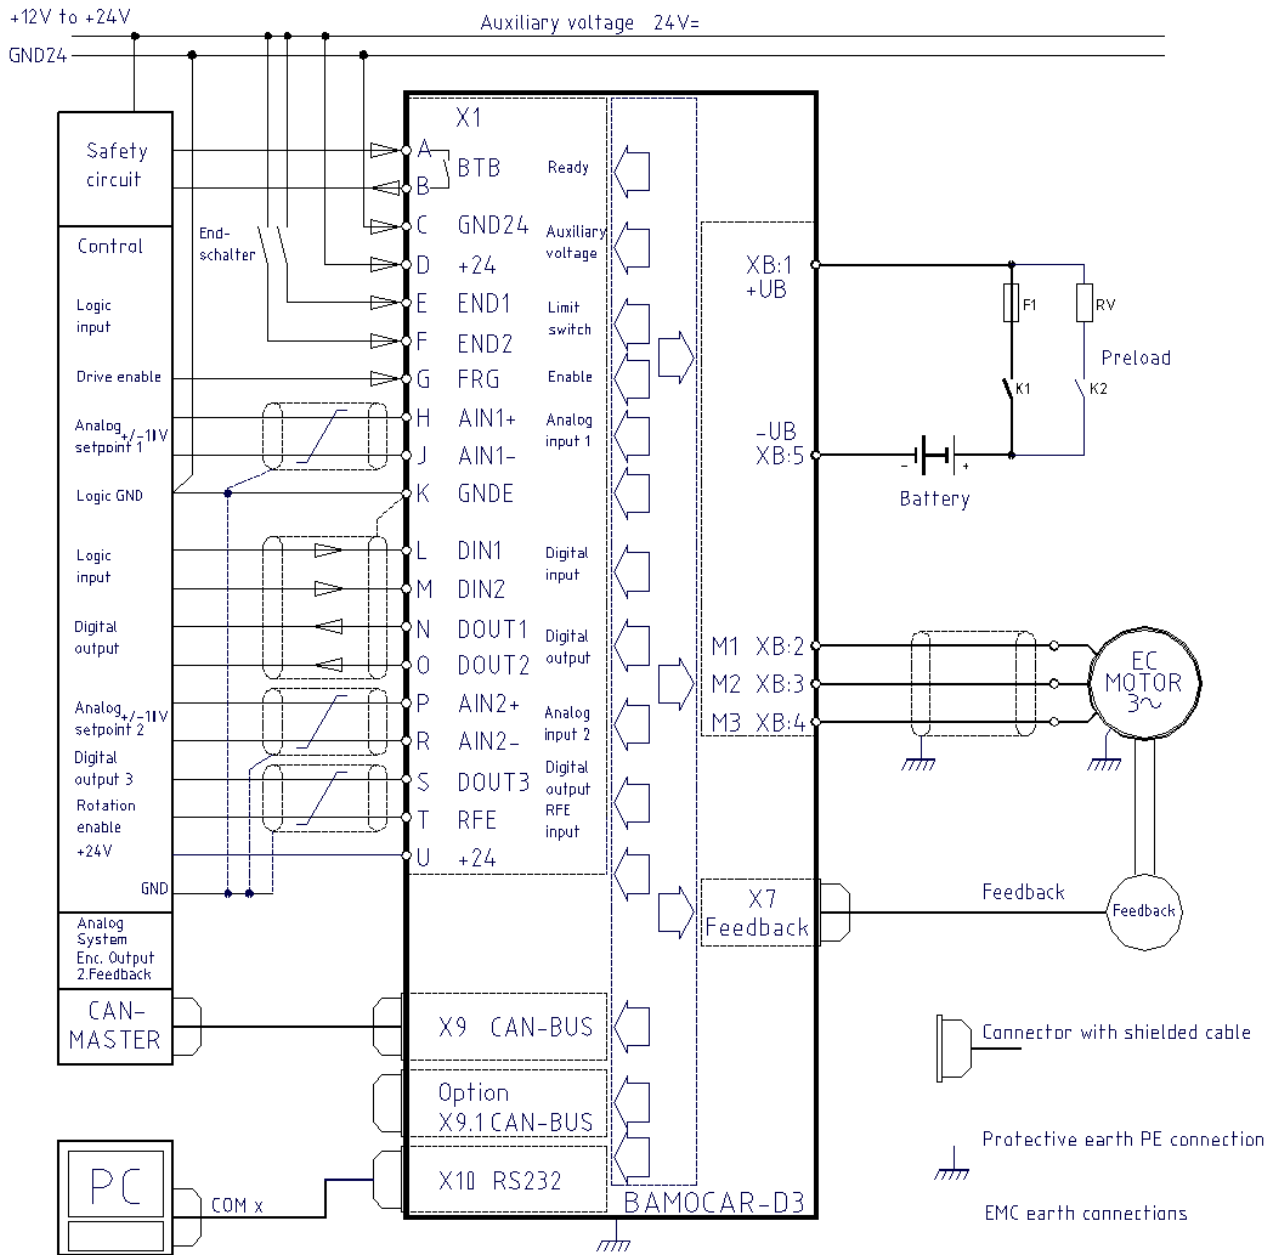 +12V to +24V
Auxiliary voltage 24V=
GND24
Safety
circuit
Control
Logic
input
Drive enable
Analog
+/-10V
setpoint 1
Logic GND
Logic
input
Digital
output
Analog
+/-10V
setpoint 2
Digital
output 3
Rotation
enable
+24V
GND
Analog
System
Enc. Output
2.Feedback
CAN-
MASTER
PC
COM x
End-
schalter
X1
A
BTB
B
C GND24
D +24
E END1
F END2
G FRG
H AIN1+
J AIN1-
K GNDE
L DIN1
M DIN2
N DOUT1
O DOUT2
P AIN2+
R AIN2-
S DOUT3
T RFE
U +24
Ready
Auxiliary
voltage
Limit
switch
Enable
Analog
input 1
Digital
input
Digital
output
Analog
input 2
Digital
output
RFE
input
X9 CAN-BUS
Option
X9.1 CAN-BUS
X10 RS232
BAMOCAR-D3
XB:1
+UB
-UB
XB:5
M1 XB:2
M2 XB:3
M3 XB:4
X7
Feedback
F1
RV
Preload
K1
K2
- +
Battery
EC
MOTOR
3~
Feedback
Feedback
Connector with shielded cable
Protective earth PE connection
EMC earth connections